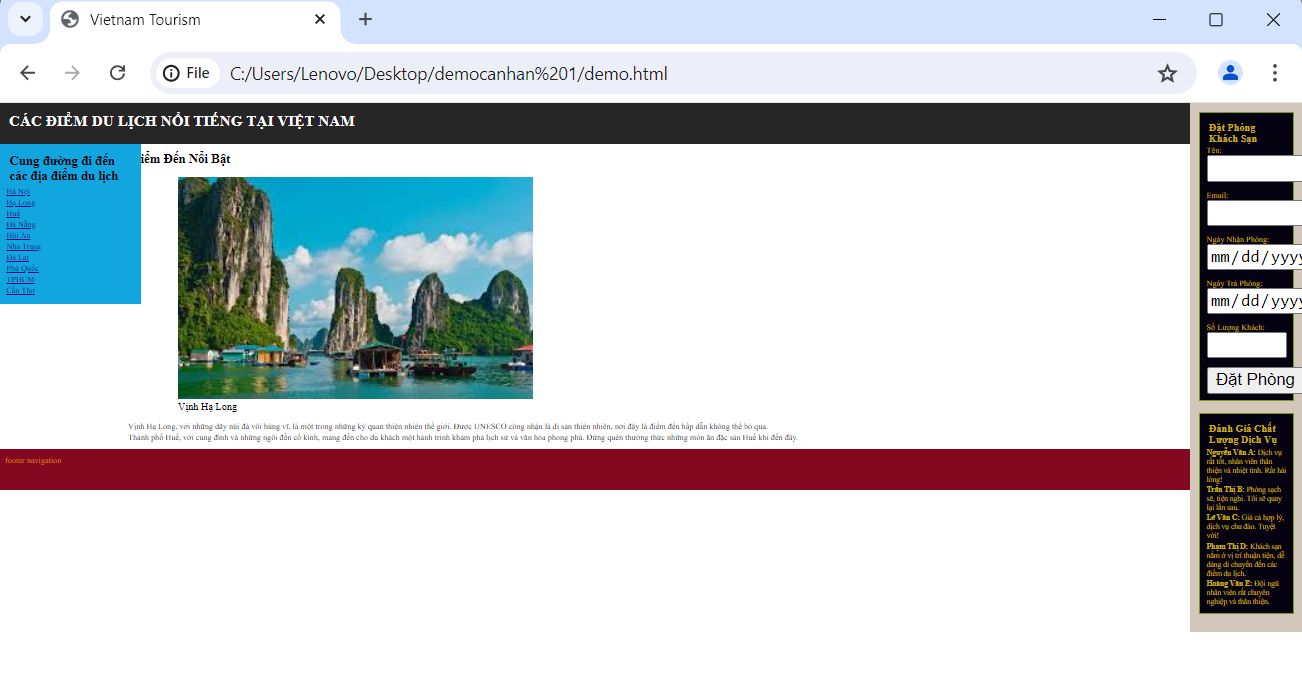 Vietnam Tourism
File
C:/Users/Lenovo/Desktop/democanhan%201/demo.html
CÁC ĐIỂM DU LỊCH NỔI TIẾNG TẠI VIỆT NAM
Cung đường đi đến
các địa điểm du lịch
Hà Nội
Hạ Long
Huế
Đà Nẵng
Hội An
Nha Trang
Đà Lạt
Phú Quốc
TPHCM
Cần Thơ
iểm Đến Nổi Bật
Vịnh Hạ Long
Vịnh Hạ Long, với những dãy núi đá vôi hùng vĩ, là một trong những kỳ quan thiên nhiên thế giới. Được UNESCO công nhận là di sản thiên nhiên, nơi đây là điểm đến hấp dẫn không thể bỏ qua.
Thành phố Huế, với cung đình và những ngôi đền cổ kính, mang đến cho du khách một hành trình khám phá lịch sử và văn hóa phong phú. Đừng quên thưởng thức những món ăn đặc sản Huế khi đến đây.
footer navigation
Đặt Phòng
Khách Sạn
Tên:
Email:
Ngày Nhận Phòng:
mm/dd/yyyy
Ngày Trả Phòng:
mm/dd/yyyy
Số Lượng Khách:
Đặt Phòng
Đánh Giá Chất
Lượng Dịch Vụ
Nguyễn Văn A: Dịch vụ
rất tốt, nhân viên thân
thiện và nhiệt tình. Rất hài
lòng!
Trần Thị B: Phòng sạch
sẽ, tiện nghi. Tôi sẽ quay
lại lần sau.
Lê Văn C: Giá cả hợp lý,
dịch vụ chu đáo. Tuyệt
vời!
Phạm Thị D: Khách sạn
nằm ở vị trí thuận tiện, dễ
dàng di chuyển đến các
điểm du lịch.
Hoàng Văn E: Đội ngũ
nhân viên rất chuyên
nghiệp và thân thiện.